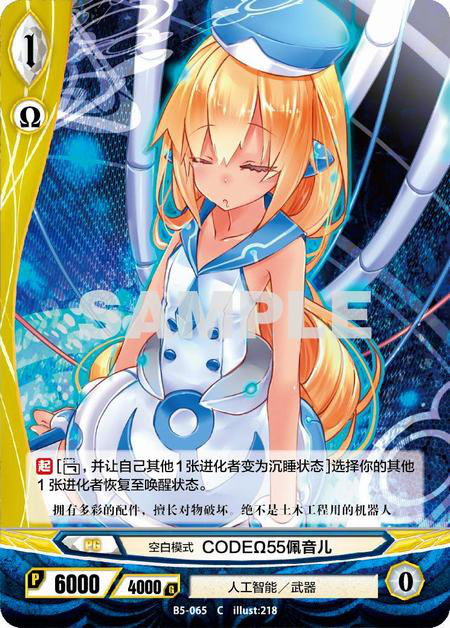 1
Ω
SAMPLE
起 [ , 并让自己其他1张进化者变为沉睡状态]选择你的其他
1张进化者恢复至唤醒状态。
拥有多彩的配件,擅长对物破坏。绝不是土木工程用的机器人
空白模式 CODEΩ55佩音儿
P 6000 / 4000 G
人工智能／武器
0
B5-065 C illust:218